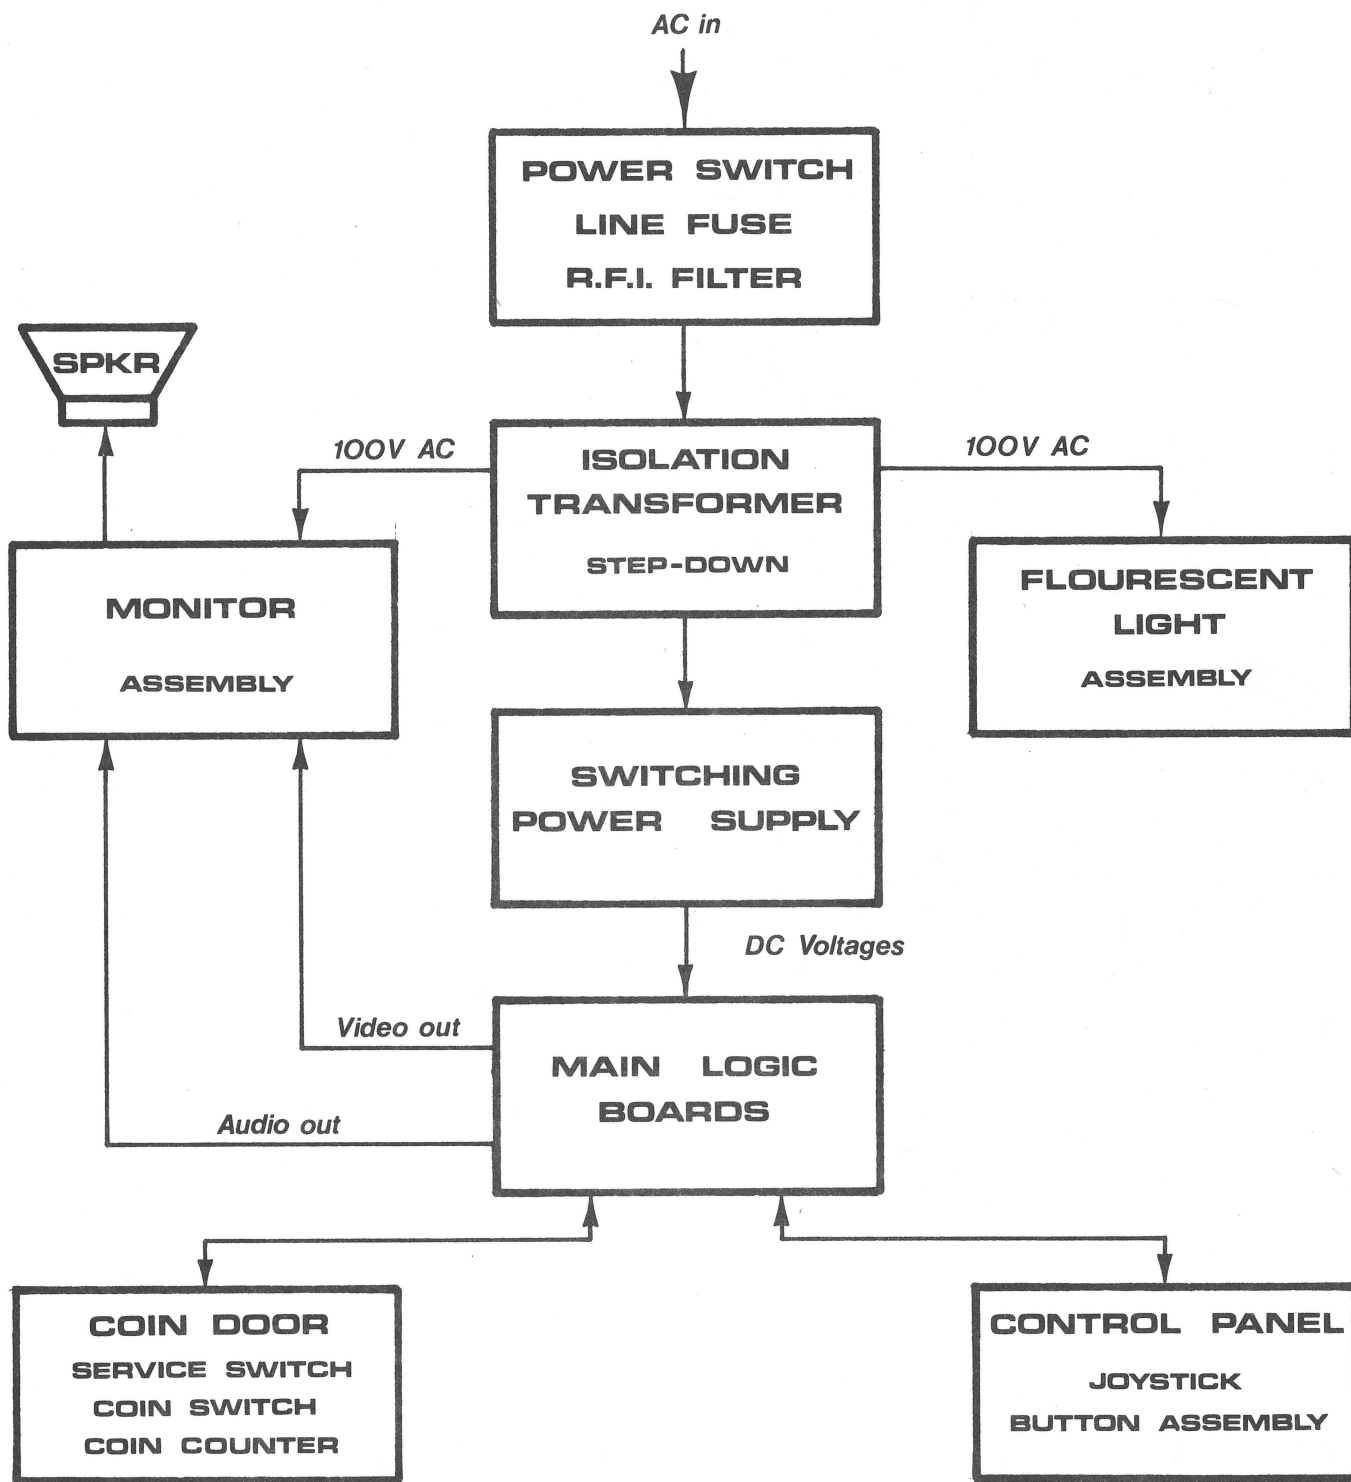 AC in
POWER SWITCH
LINE FUSE
R.F.I. FILTER
SPKR
100V AC
ISOLATION
TRANSFORMER
STEP-DOWN
100V AC
MONITOR
ASSEMBLY
FLOURESCENT
LIGHT
ASSEMBLY
SWITCHING
POWER SUPPLY
DC Voltages
Video out
MAIN LOGIC
BOARDS
Audio out
COIN DOOR
SERVICE SWITCH
COIN SWITCH
COIN COUNTER
CONTROL PANEL
JOYSTICK
BUTTON ASSEMBLY